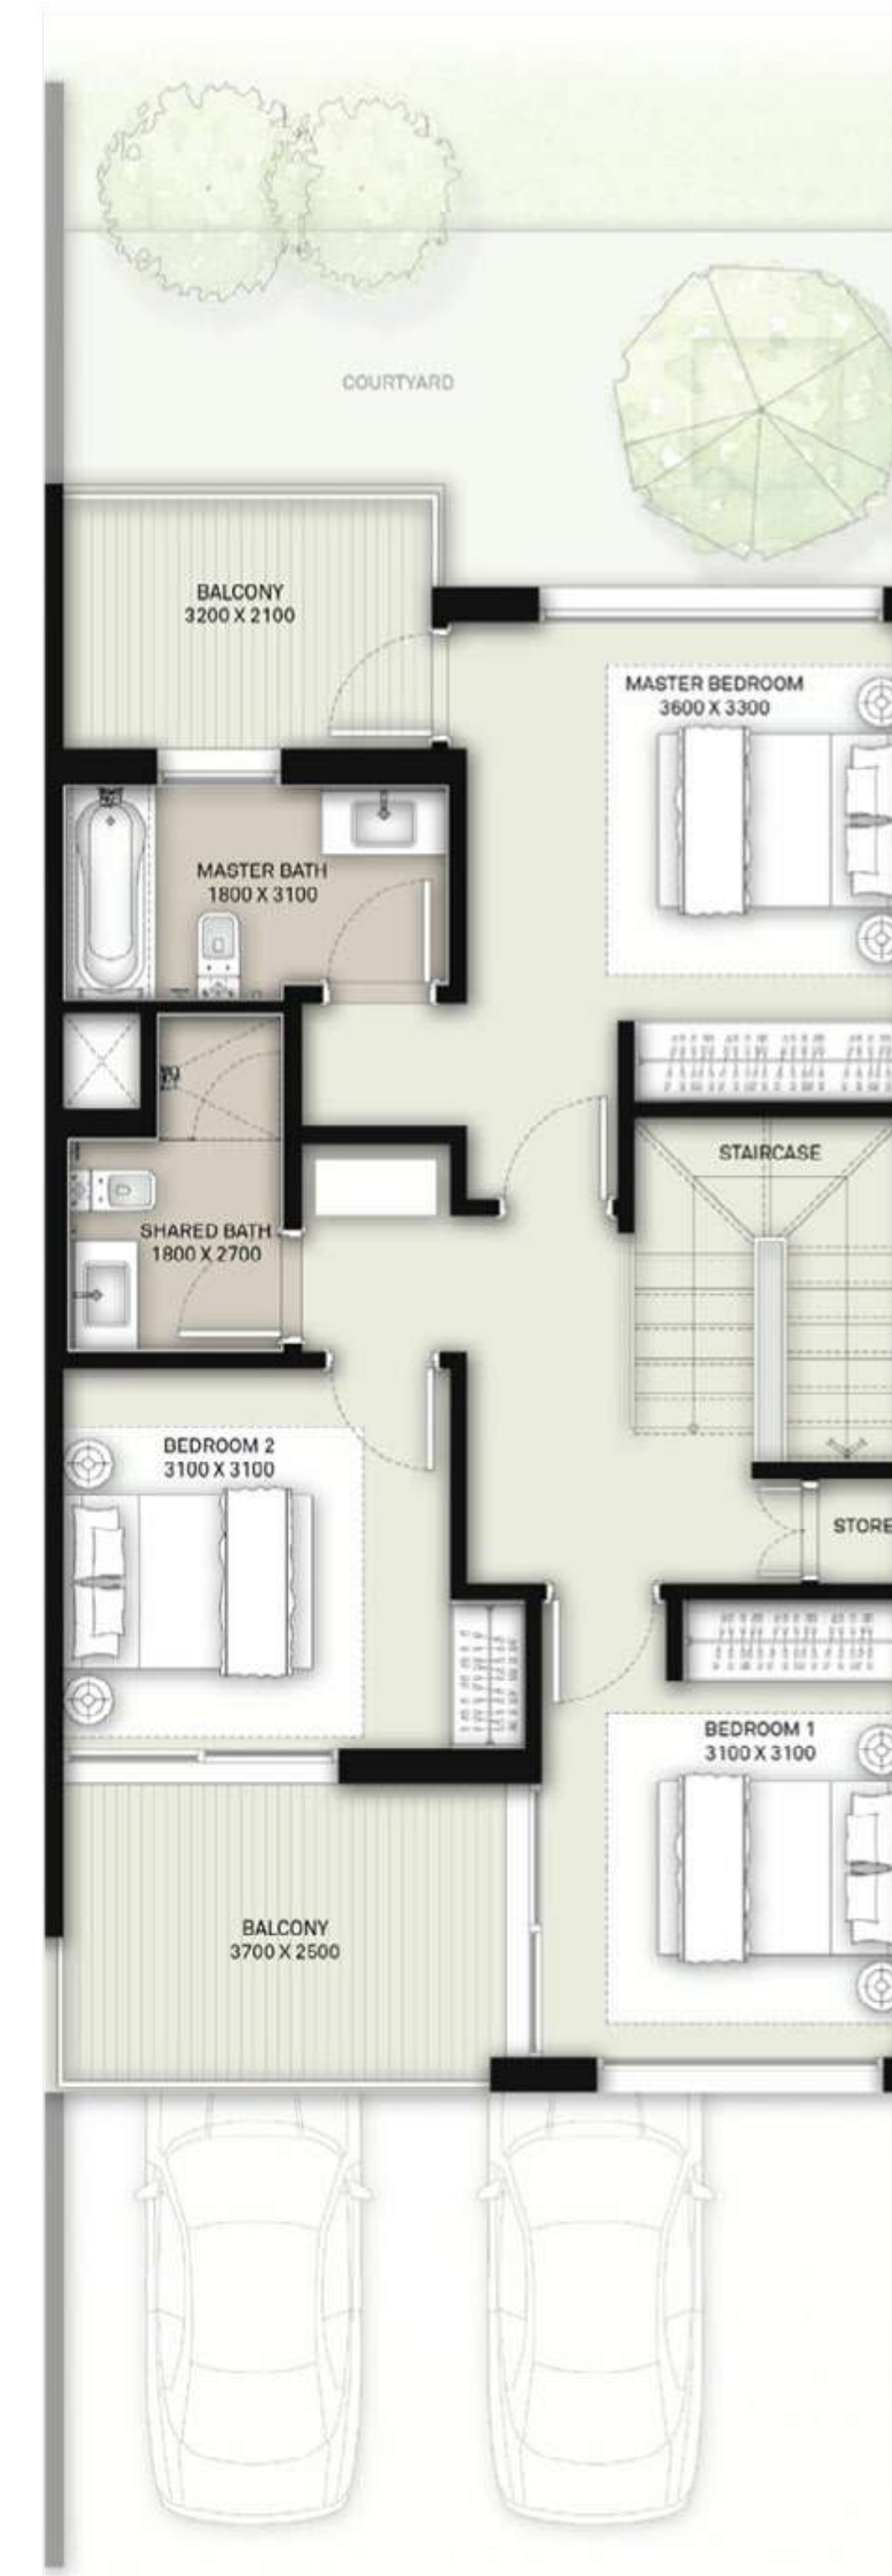 COURTYARD
BALCONY
3200 X 2100
MASTER BEDROOM
3600 X 3300
MASTER BATH
1800 X 3100
STAIRCASE
SHARED BATH
1800 X 2700
BEDROOM 2
3100 X 3100
STORE
BEDROOM 1
3100 X 3100
BALCONY
3700 X 2500